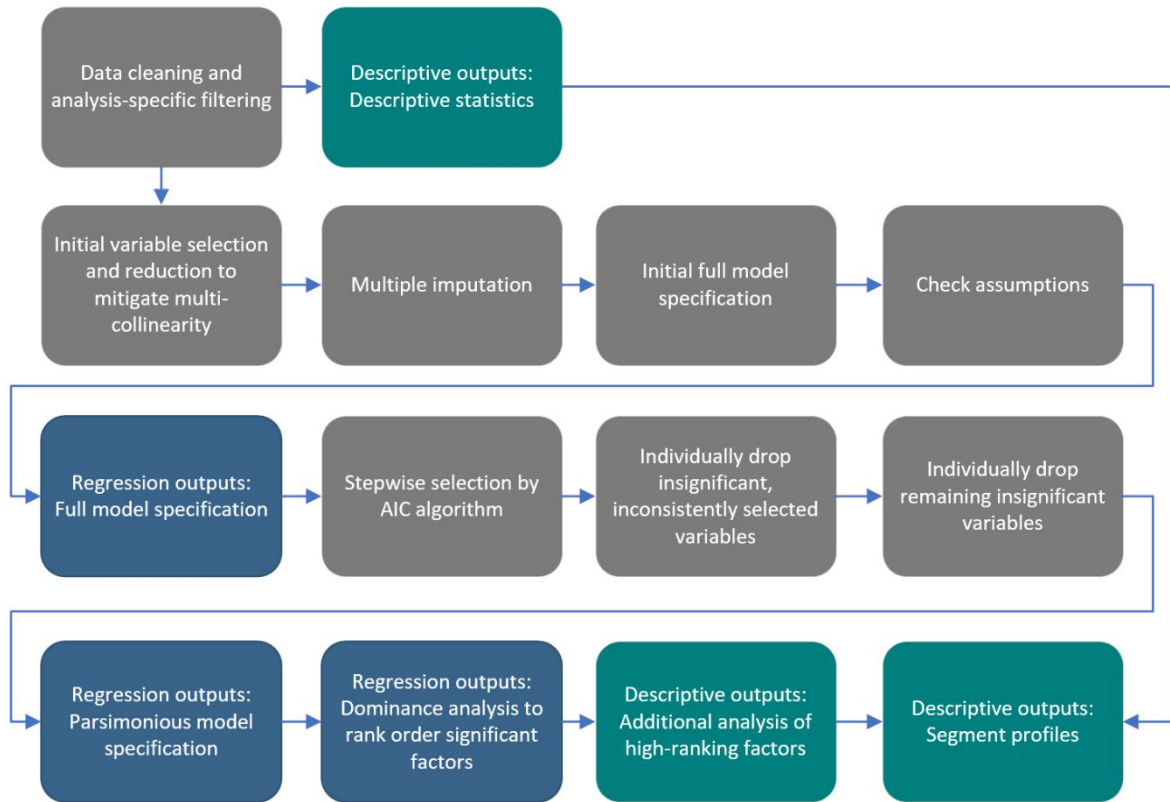 Data cleaning and
analysis-specific filtering
Descriptive outputs:
Descriptive statistics
Initial variable selection
and reduction to
mitigate multi-
collinearity
Multiple imputation
Initial full model
specification
Check assumptions
Regression outputs:
Full model specification
Stepwise selection by
AIC algorithm
Individually drop
insignificant,
inconsistently selected
variables
Individually drop
remaining insignificant
variables
Regression outputs:
Parsimonious model
specification
Regression outputs:
Dominance analysis to
rank order significant
factors
Descriptive outputs:
Additional analysis of
high-ranking factors
Descriptive outputs:
Segment profiles